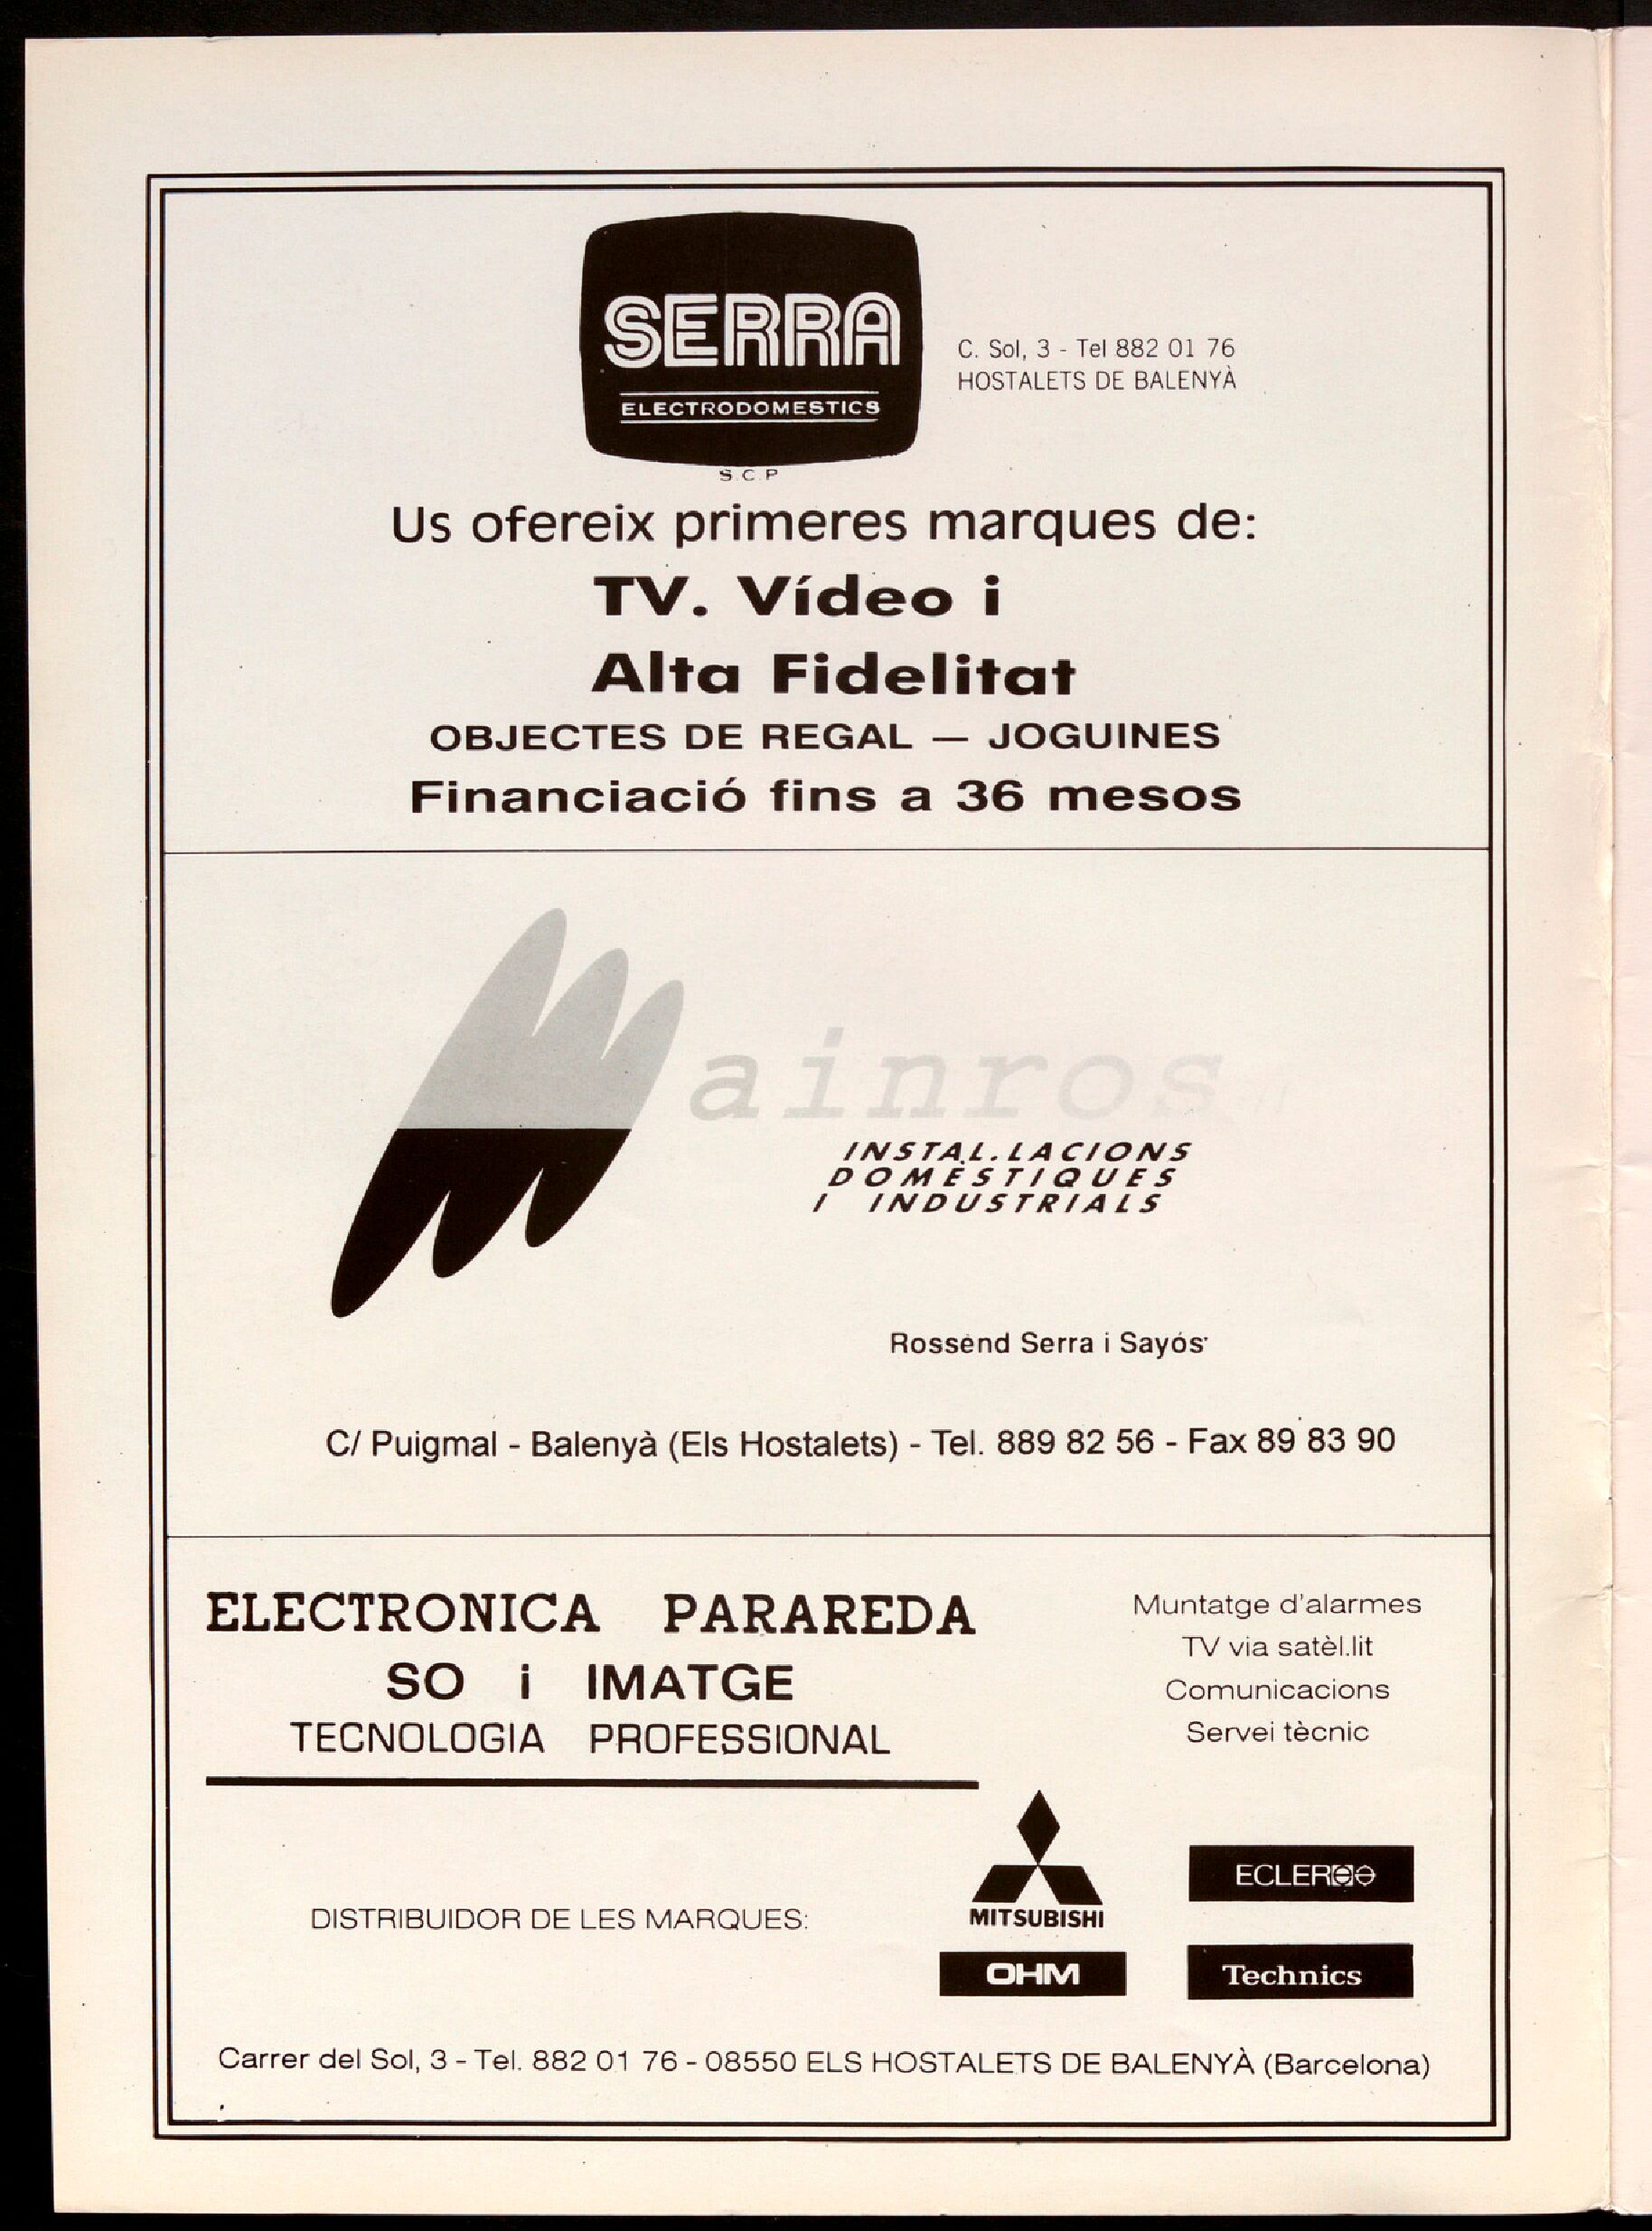 SERRA
ELECTRODOMESTICS
S.C.P
C. Sol, 3 - Tel 882 01 76
HOSTALETS DE BALENYÀ
Us ofereix primeres marques de:
TV. Vídeo i
Alta Fidelitat
OBJECTES DE REGAL — JOGUINES
Financiació fins a 36 mesos
Mainros
INSTAL.LACIONS
DOMÈSTIQUES
I INDUSTRIALS
Rossend Serra i Sayós
C/ Puigmal - Balenyà (Els Hostalets) - Tel. 889 82 56 - Fax 89 83 90
ELECTRONICA PARAREDA
SO i IMATGE
TECNOLOGIA PROFESSIONAL
Muntatge d'alarmes
TV via satèl.lit
Comunicacions
Servei tècnic
DISTRIBUIDOR DE LES MARQUES:
MITSUBISHI
ECLER
OHM
Technics
Carrer del Sol, 3 - Tel. 882 01 76 - 08550 ELS HOSTALETS DE BALENYÀ (Barcelona)